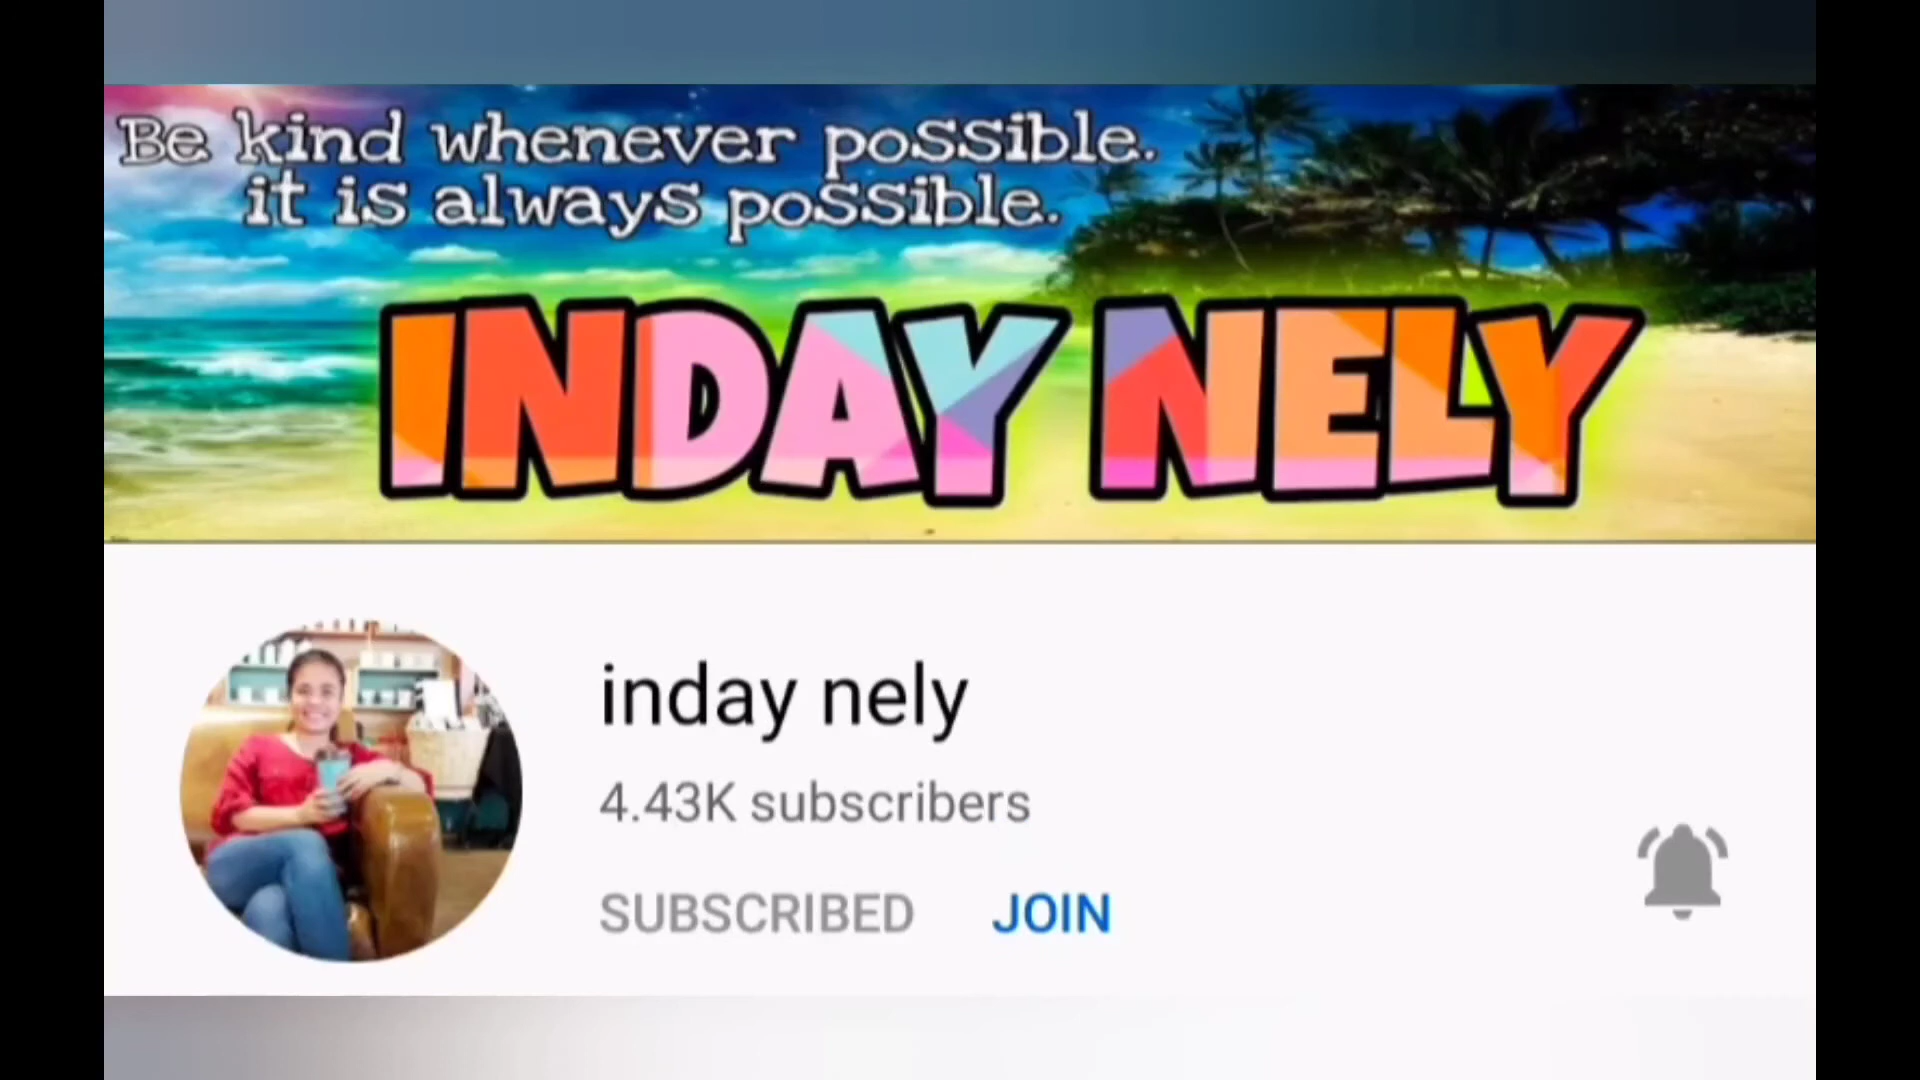 Be kind whenever possible.
it is always possible.
INDAY NELY
inday nely
4.43K subscribers
SUBSCRIBED JOIN